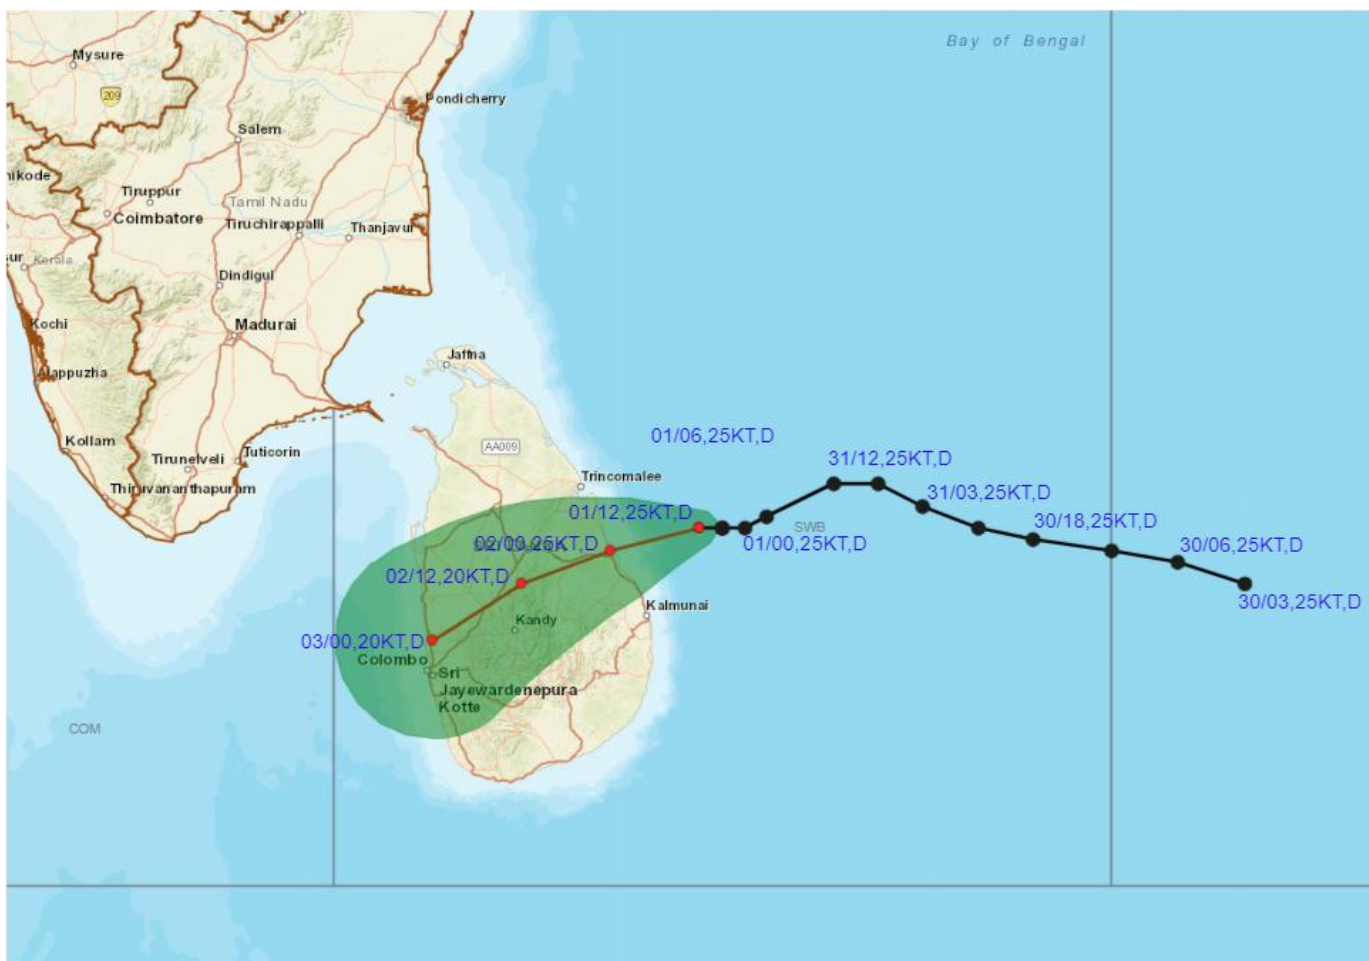 Bay of Bengal
Mysure
209
Pondicherry
Salem
nikode
Tiruppur
Tamil Nadu
Coimbatore
Tiruchirappalli
Thanjavur
sur
Kerala
Dindigul
Kochi
Madurai
Jaffna
Alappuzha
Kollam
Tirunelveli
Tuticorin
AA009
01/06,25KT,D
31/12,25KT,D
Thiruvananthapuram
Trincomalee
31/03,25KT,D
01/12,25KT,D
SWB
30/18,25KT,D
02/00,25KT,D
01/00,25KT,D
30/06,25KT,D
02/12,20KT,D
30/03,25KT,D
Kalmunai
Kandy
03/00,20KT,D
Colombo
Sri
Jayewardenepura
Kotte
COM